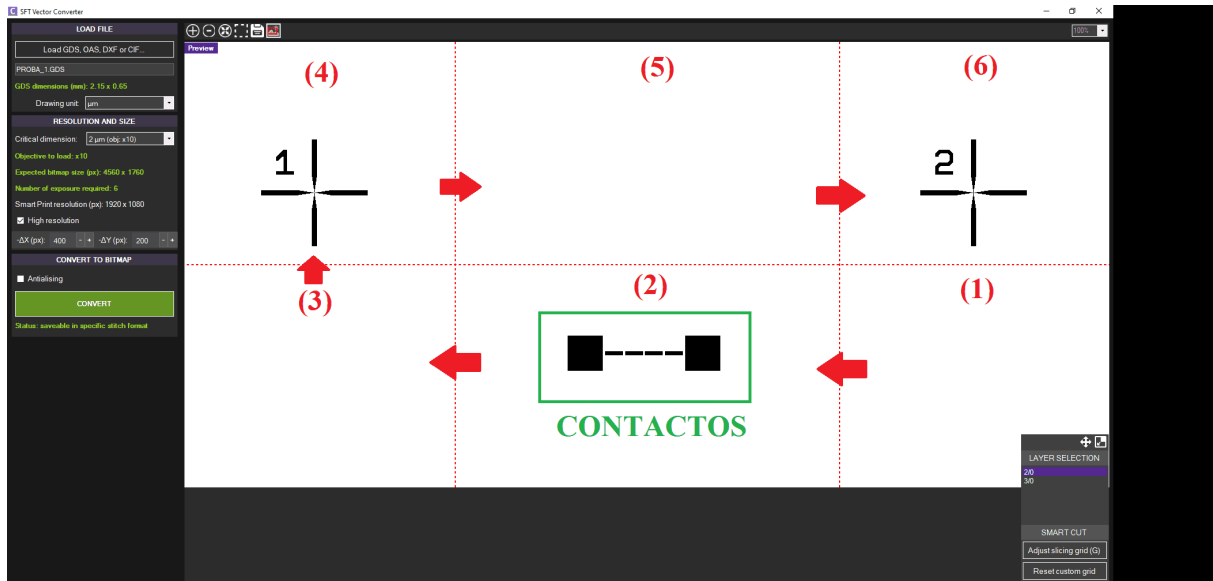 SFT Vector Converter
LOAD FILE
Load GDS, OAS, DXF or CIF...
PROBA_1.GDS
GDS dimensions (mm): 2.15 x 0.65
Drawing unit: µm
RESOLUTION AND SIZE
Critical dimension: 2 µm (obj: x10)
Objective to load: x10
Expected bitmap size (px): 4560 x 1760
Number of exposure required: 6
Smart Print resolution (px): 1920 x 1080
High resolution
-ΔX (px): 400 - + -ΔY (px): 200 - +
CONVERT TO BITMAP
Antialising
CONVERT
Status: saveable in specific stitch format
100%
Preview
(4) (5) (6)
1 2
(3) (2) (1)
CONTACTOS
LAYER SELECTION
2/0
3/0
SMART CUT
Adjust slicing grid (G)
Reset custom grid